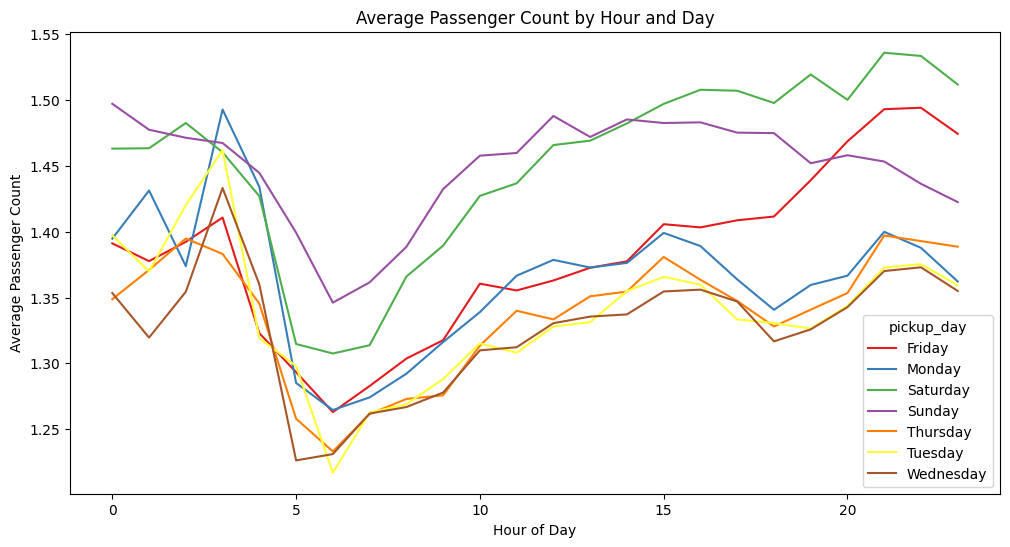 Average Passenger Count by Hour and Day
Average Passenger Count
1.55
1.50
1.45
1.40
1.35
1.30
1.25
0
5
10
15
20
Hour of Day
pickup_day
Friday
Monday
Saturday
Sunday
Thursday
Tuesday
Wednesday